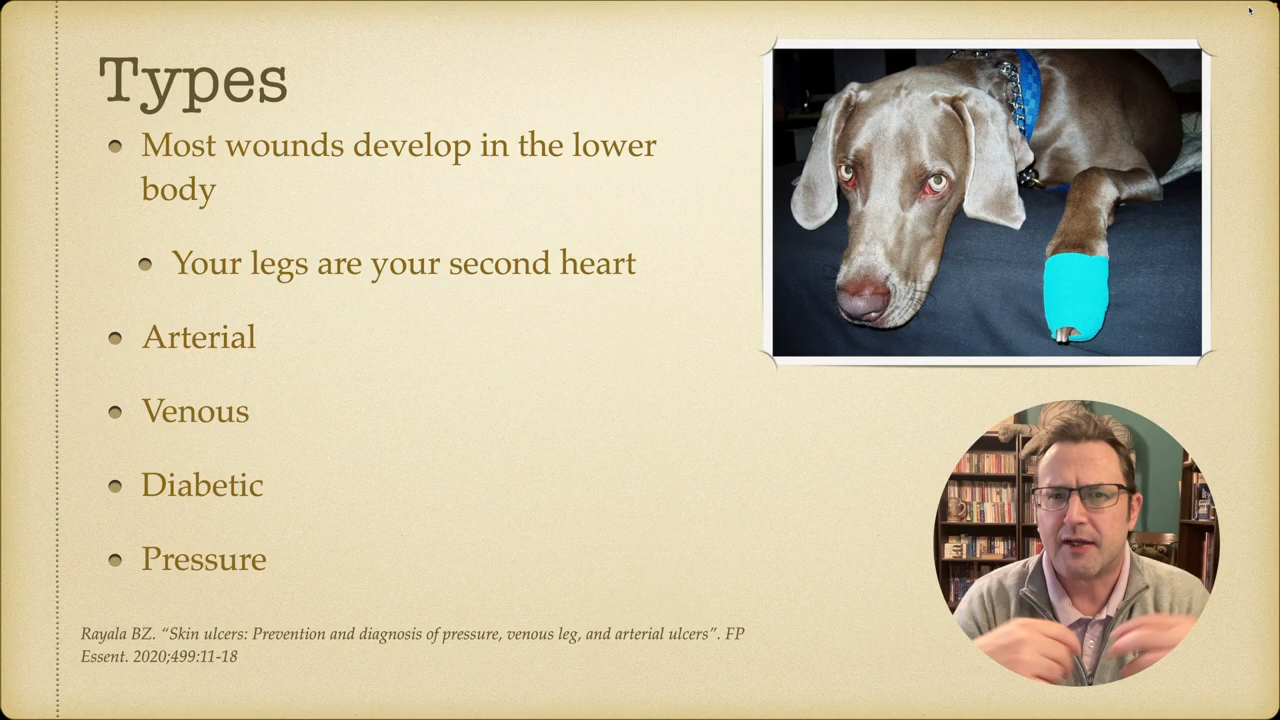 Types
Most wounds develop in the lower
body
Your legs are your second heart
Arterial
Venous
Diabetic
Pressure
Rayala BZ. “Skin ulcers: Prevention and diagnosis of pressure, venous leg, and arterial ulcers”. FP
Essent. 2020;499:11-18